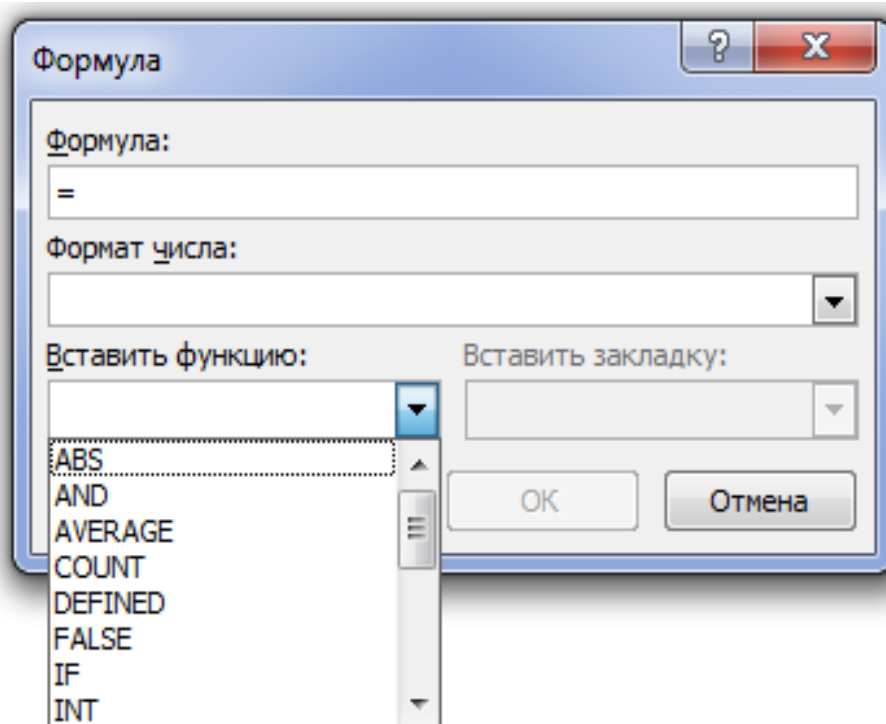 Формула
Формула:
=
Формат числа:
Вставить функцию: Вставить закладку:
ABS
AND
AVERAGE
COUNT
DEFINED
FALSE
IF
INT
OK Отмена